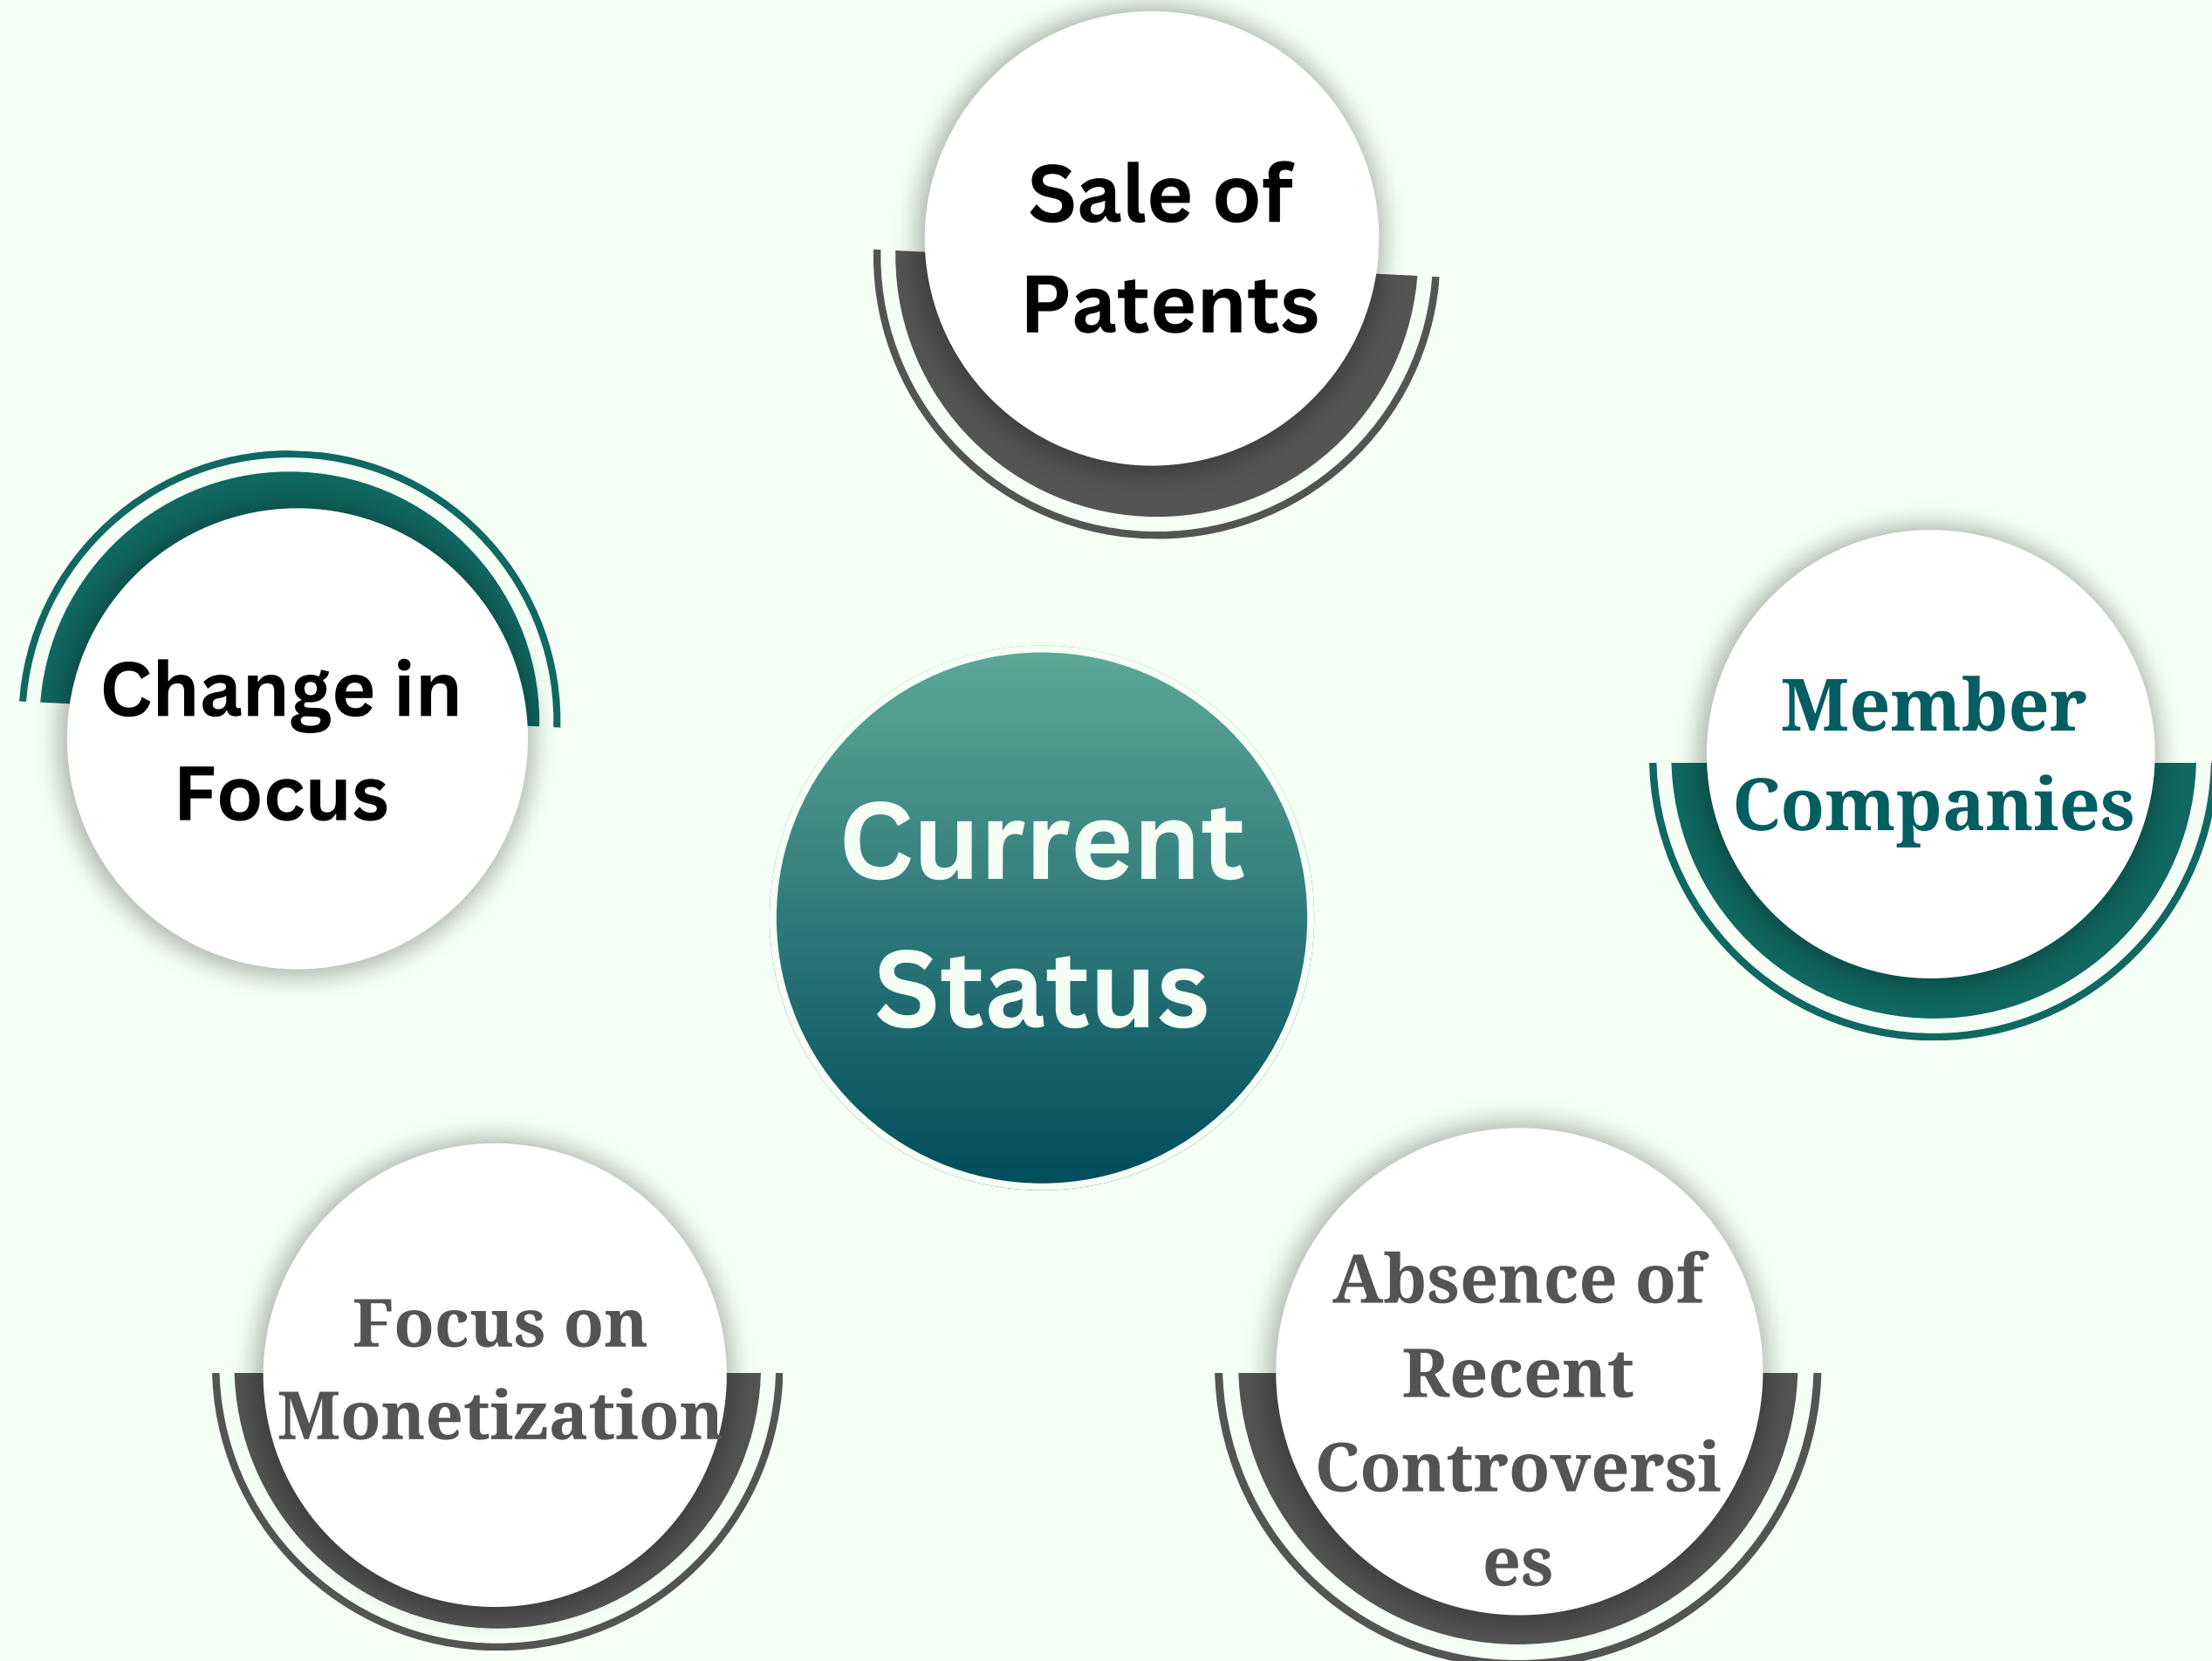 Sale of
Patents
Change in
Focus
Member
Companies
Current
Status
Focus on
Monetization
Absence of
Recent
Controversi
es